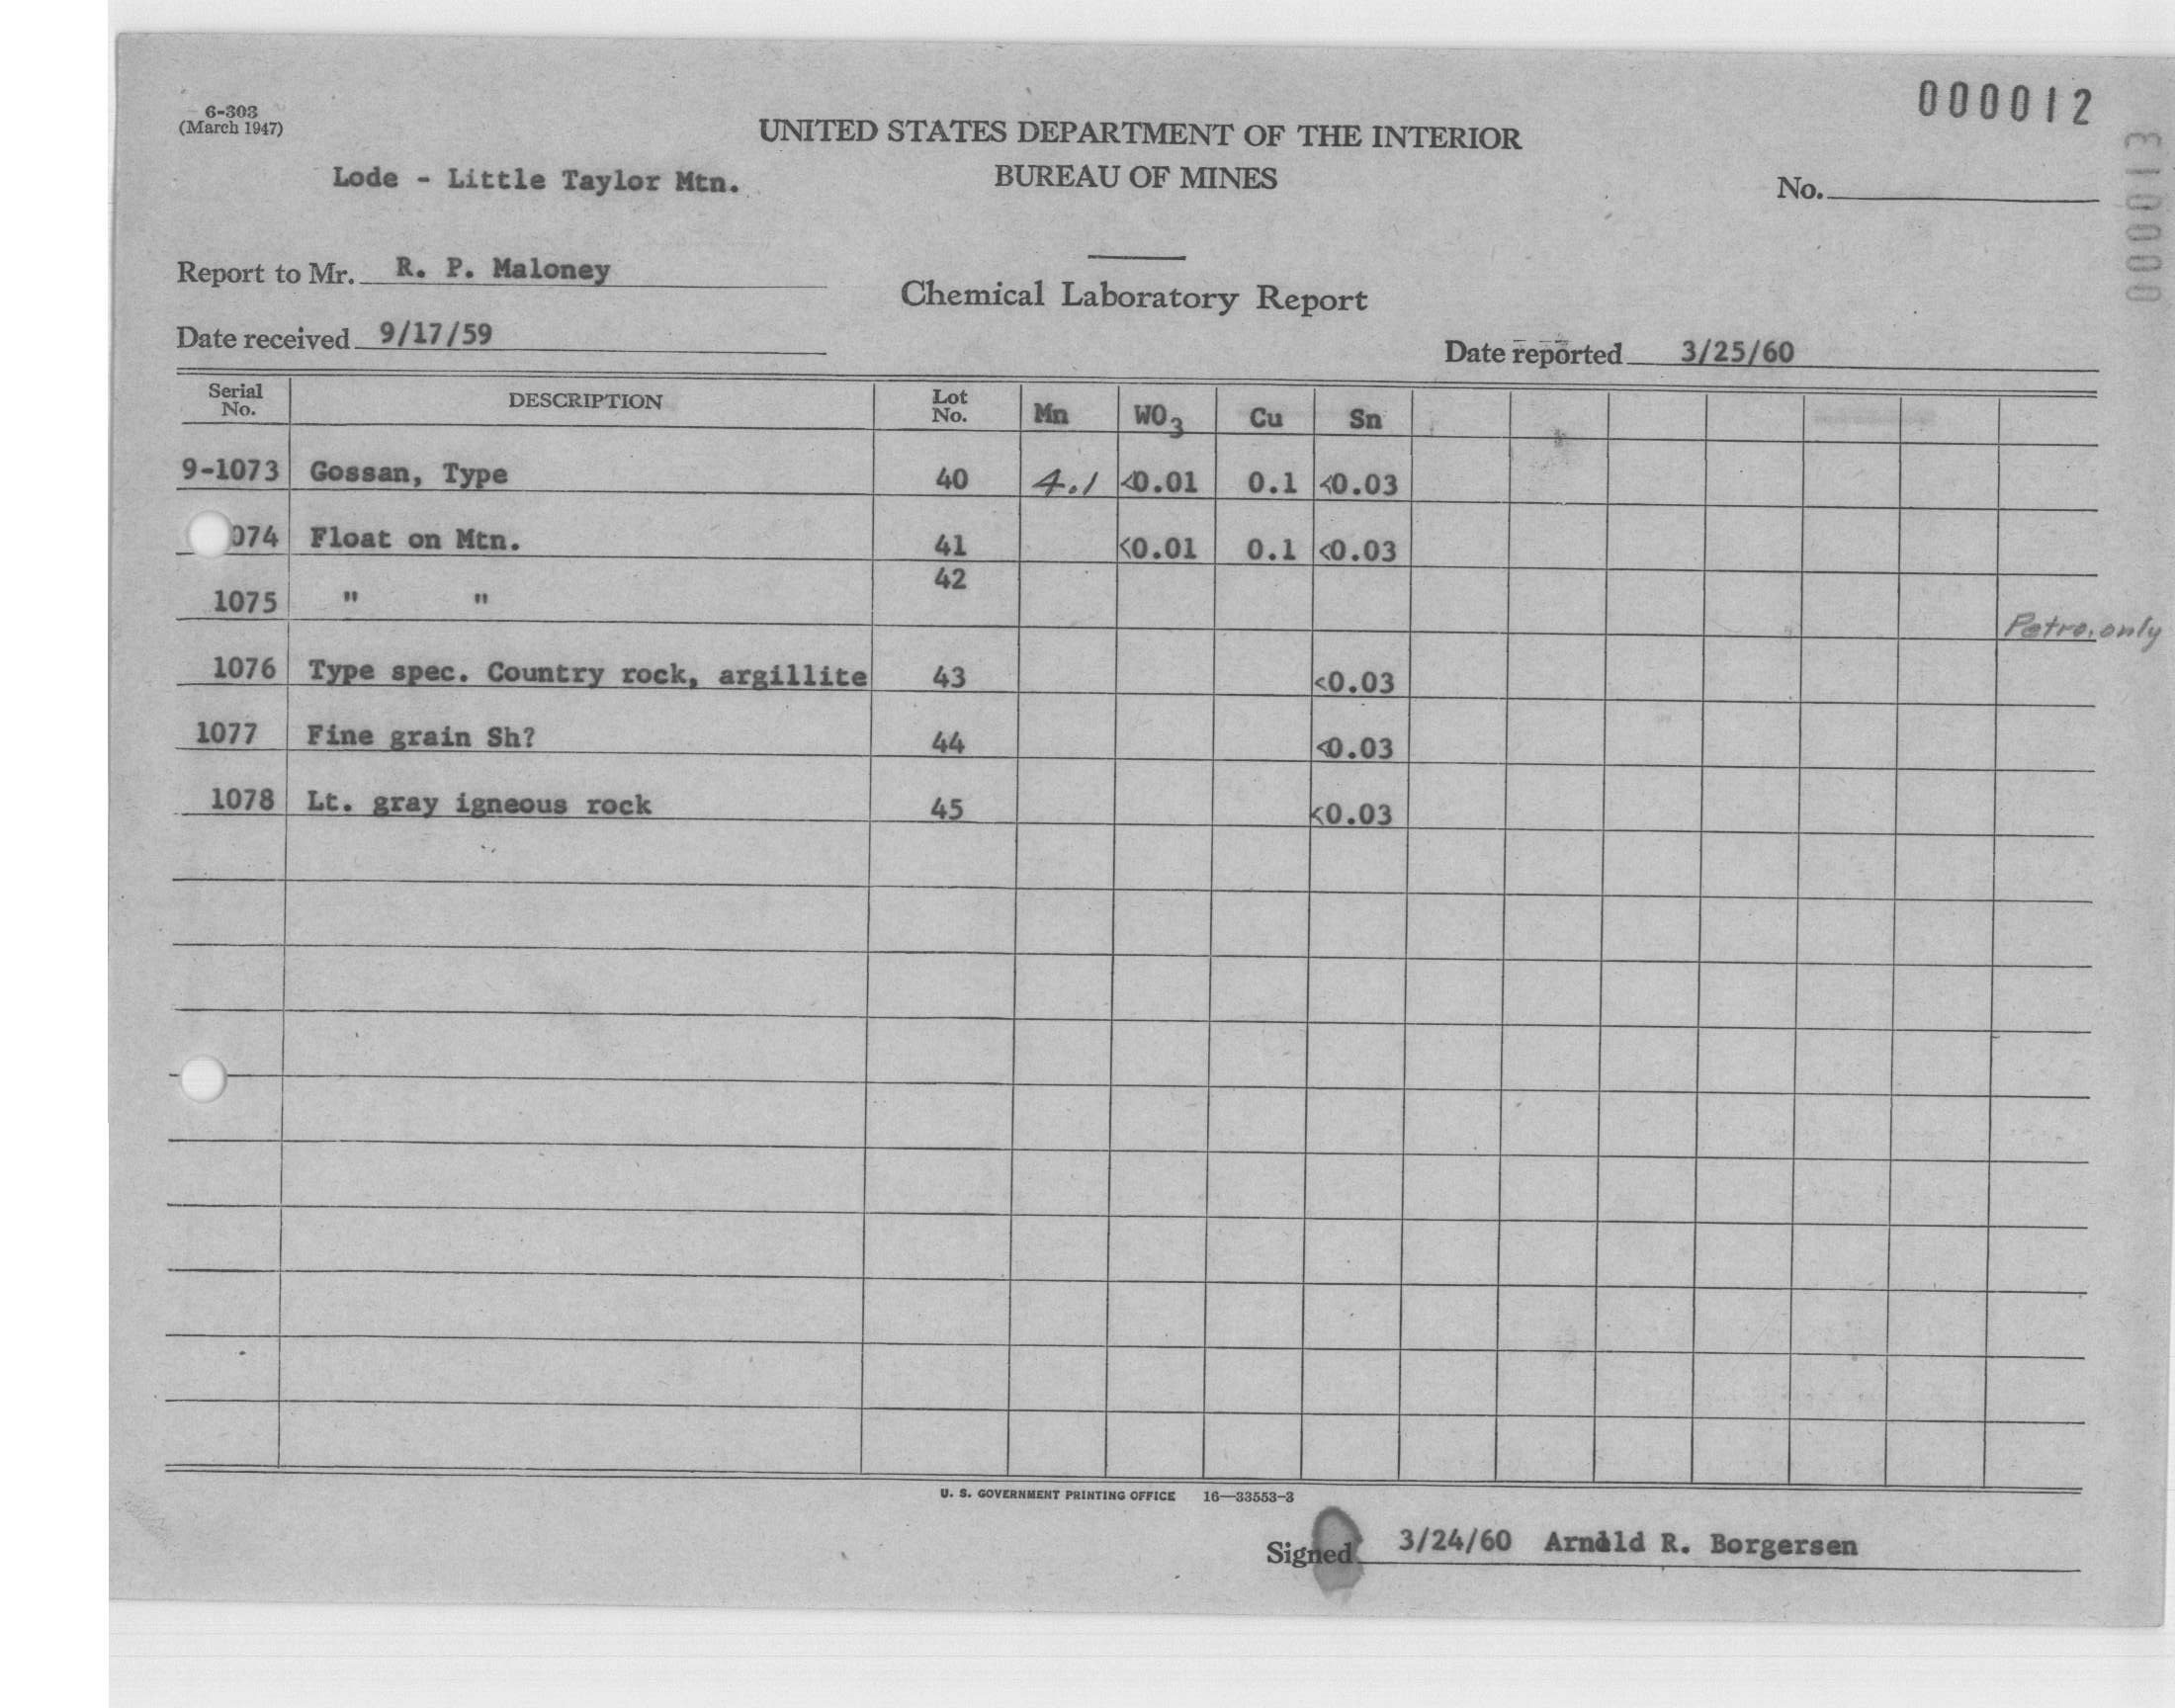 6-303
(March 1947)
000012
UNITED STATES DEPARTMENT OF THE INTERIOR
Lode - Little Taylor Mtn.
BUREAU OF MINES
No.
31000
Report to Mr. R. P. Maloney
Chemical Laboratory Report
Date received 9/17/59
Date reported 3/25/60
Serial No. DESCRIPTION Lot No. Mn WO3 Cu Sn
9-1073 Gossan, Type 40 4.1 <0.01 0.1 <0.03
074 Float on Mtn. 41 <0.01 0.1 <0.03
1075 " " 42 Petro. only
1076 Type spec. Country rock, argillite 43 <0.03
1077 Fine grain Sh? 44 <0.03
1078 Lt. gray igneous rock 45 <0.03
U. S. GOVERNMENT PRINTING OFFICE 16—33553-3
Signed 3/24/60 Arnold R. Borgersen